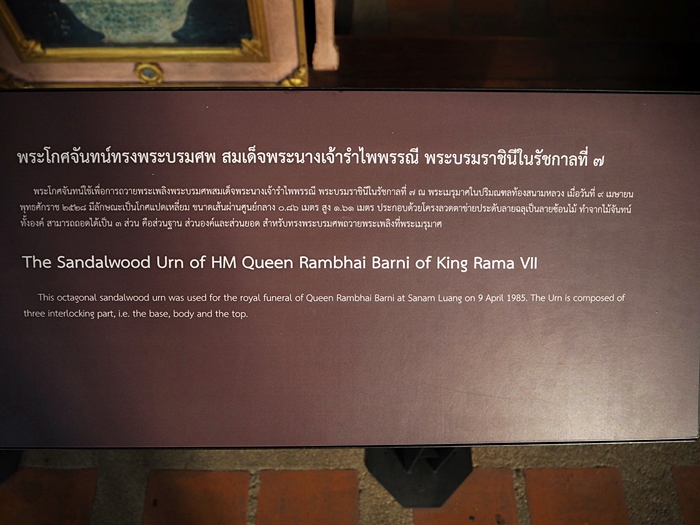 พระโกศจันทน์ทรงพระบรมศพ สมเด็จพระนางเจ้ารำไพพรรณี พระบรมราชินีในรัชกาลที่ ๗
พระโกศจันทน์ใช้เพื่อการถวายพระเพลิงพระบรมศพสมเด็จพระนางเจ้ารำไพพรรณี พระบรมราชินีในรัชกาลที่ ๗ ณ พระเมรุมาศในปริมณฑลท้องสนามหลวง เมื่อวันที่ ๙ เมษายน
พุทธศักราช ๒๕๒๘ มีลักษณะเป็นโกศแปดเหลี่ยม ขนาดเส้นผ่านศูนย์กลาง ๐.๘๖ เมตร สูง ๑.๖๑ เมตร ประกอบด้วยโครงลวดตาข่ายประดับลายฉลุเป็นลายซ้อนไม้ ทำจากไม้จันทน์
ทั้งองค์ สามารถถอดได้เป็น ๓ ส่วน คือส่วนฐาน ส่วนองค์และส่วนยอด สำหรับทรงพระบรมศพถวายพระเพลิงที่พระเมรุมาศ
The Sandalwood Urn of HM Queen Rambhai Barni of King Rama VII
This octagonal sandalwood urn was used for the royal funeral of Queen Rambhai Barni at Sanam Luang on 9 April 1985. The Urn is composed of
three interlocking part, i.e. the base, body and the top.